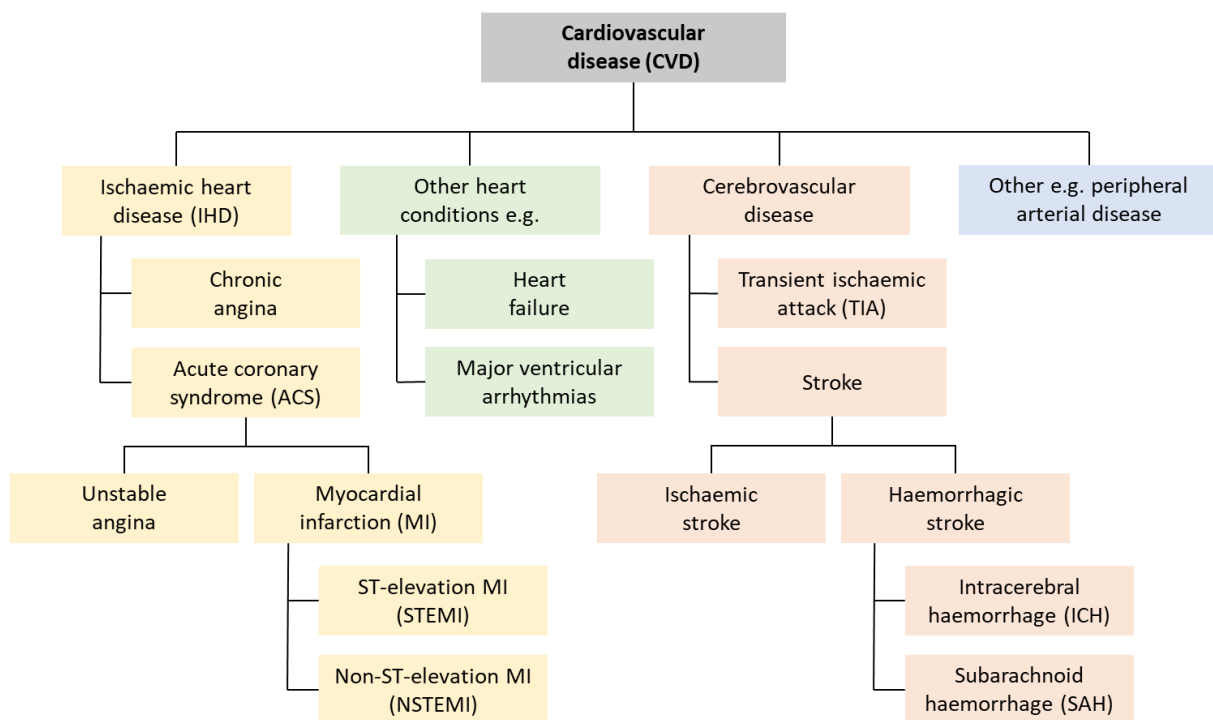 Cardiovascular
disease (CVD)
Ischaemic heart
disease (IHD)
Other heart
conditions e.g.
Cerebrovascular
disease
Other e.g. peripheral
arterial disease
Chronic
angina
Heart
failure
Transient ischaemic
attack (TIA)
Acute coronary
syndrome (ACS)
Major ventricular
arrhythmias
Stroke
Unstable
angina
Myocardial
infarction (MI)
Ischaemic
stroke
Haemorrhagic
stroke
ST-elevation MI
(STEMI)
Intracerebral
haemorrhage (ICH)
Non-ST-elevation MI
(NSTEMI)
Subarachnoid
haemorrhage (SAH)